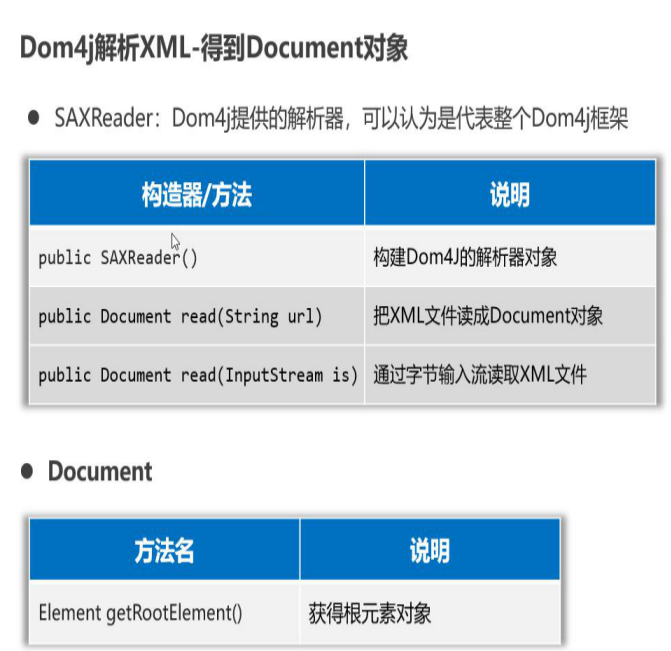 Dom4j解析XML-得到Document对象
● SAXReader：Dom4j提供的解析器，可以认为是代表整个Dom4j框架
构造器/方法 说明
public SAXReader() 构建Dom4J的解析器对象
public Document read(String url) 把XML文件读成Document对象
public Document read(InputStream is) 通过字节输入流读取XML文件
● Document
方法名 说明
Element getRootElement() 获得根元素对象